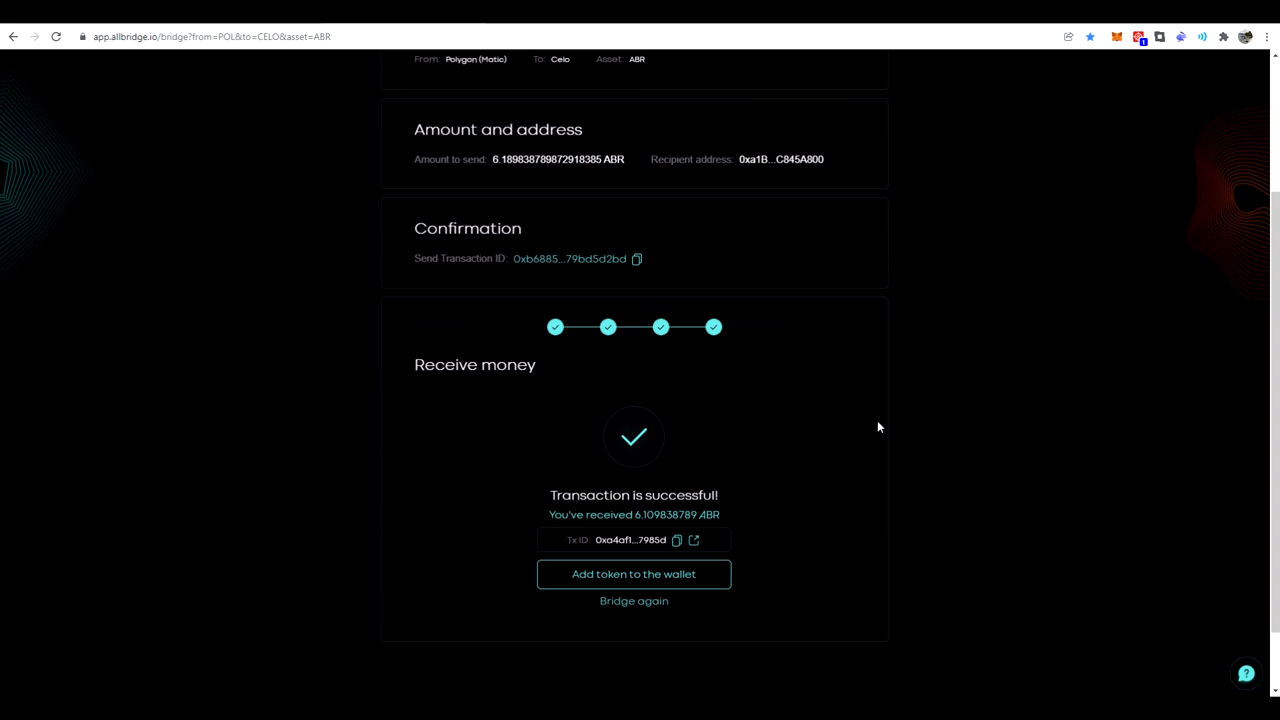 app.allbridge.io/bridge?from=POL&to=CELO&asset=ABR
1
From: Polygon (Matic) To: Celo Asset: ABR
Amount and address
Amount to send: 6.189838789872918385 ABR Recipient address: 0xa1B...C845A800
Confirmation
Send Transaction ID: 0xb6885...79bd5d2bd
Receive money
Transaction is successful!
You've received 6.109838789 ABR
Tx ID: 0xa4af1...7985d
Add token to the wallet
Bridge again
?